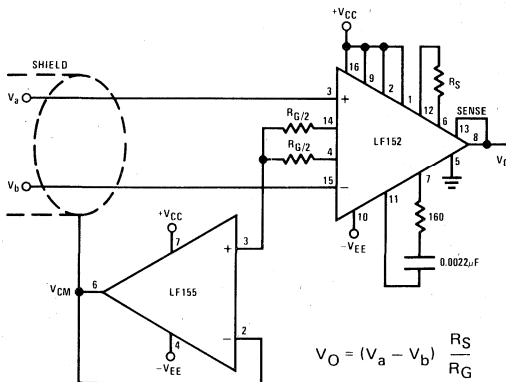 +VCC
SHIELD
16
9
2
1
RS
12
Va
3
+
6
SENSE
13
RG/2
14
8
LF152
RG/2
4
5
Vb
15
−
7
11
10
−VEE
160
+VCC
7
+
3
0.0022μF
VCM
6
LF155
−
2
4
−VEE
VO = (Va − Vb) RS/RG